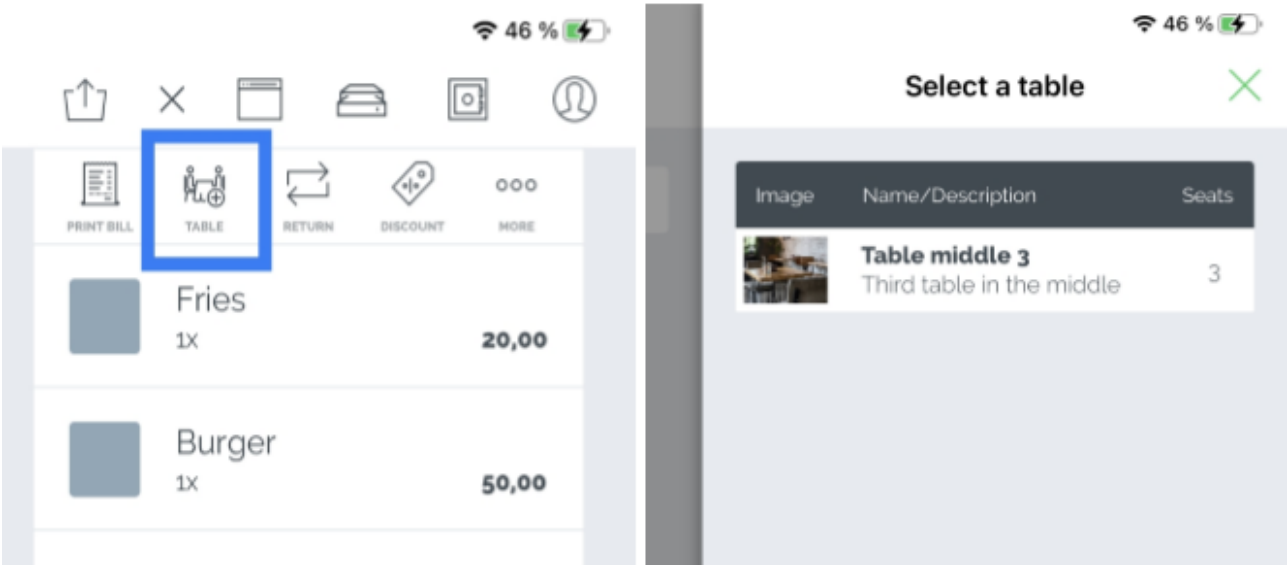 46 %
PRINT BILL
TABLE
RETURN
DISCOUNT
MORE
Fries
1x
20,00
Burger
1x
50,00
46 %
Select a table
Image Name/Description Seats
Table middle 3
Third table in the middle
3